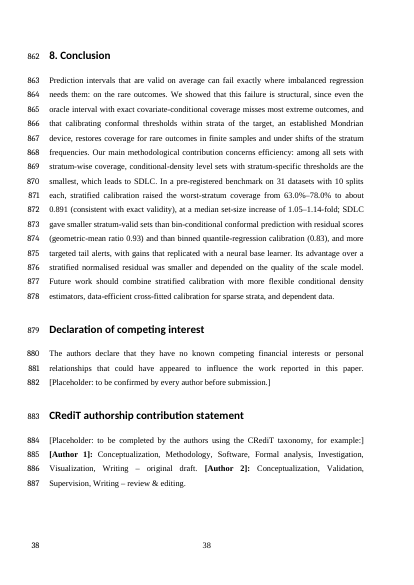 862 8. Conclusion
863 Prediction intervals that are valid on average can fail exactly where imbalanced regression
864 needs them: on the rare outcomes. We showed that this failure is structural, since even the
865 oracle interval with exact covariate-conditional coverage misses most extreme outcomes, and
866 that calibrating conformal thresholds within strata of the target, an established Mondrian
867 device, restores coverage for rare outcomes in finite samples and under shifts of the stratum
868 frequencies. Our main methodological contribution concerns efficiency: among all sets with
869 stratum-wise coverage, conditional-density level sets with stratum-specific thresholds are the
870 smallest, which leads to SDLC. In a pre-registered benchmark on 31 datasets with 10 splits
871 each, stratified calibration raises the worst-stratum coverage from 63.0%–78.0% to about
872 0.891 (consistent with exact validity), at a median set-size increase of 1.05–1.14-fold; SDLC
873 gave smaller stratum-valid sets than bin-conditional conformal prediction with residual scores
874 (geometric-mean ratio 0.93) and than binned quantile-regression calibration (0.83), and more
875 targeted tail alerts, with gains that replicated with a neural base learner. Its advantage over a
876 stratified normalised residual was smaller and depended on the quality of the scale model.
877 Future work should combine stratified calibration with more flexible conditional density
878 estimators, data-efficient cross-fitted calibration for sparse strata, and dependent data.
879 Declaration of competing interest
880 The authors declare that they have no known competing financial interests or personal
881 relationships that could have appeared to influence the work reported in this paper.
882 [Placeholder: to be confirmed by every author before submission.]
883 CRediT authorship contribution statement
884 [Placeholder: to be completed by the authors using the CRediT taxonomy, for example:]
885 [Author 1]: Conceptualization, Methodology, Software, Formal analysis, Investigation,
886 Visualization, Writing – original draft. [Author 2]: Conceptualization, Validation,
887 Supervision, Writing – review & editing.
38 38